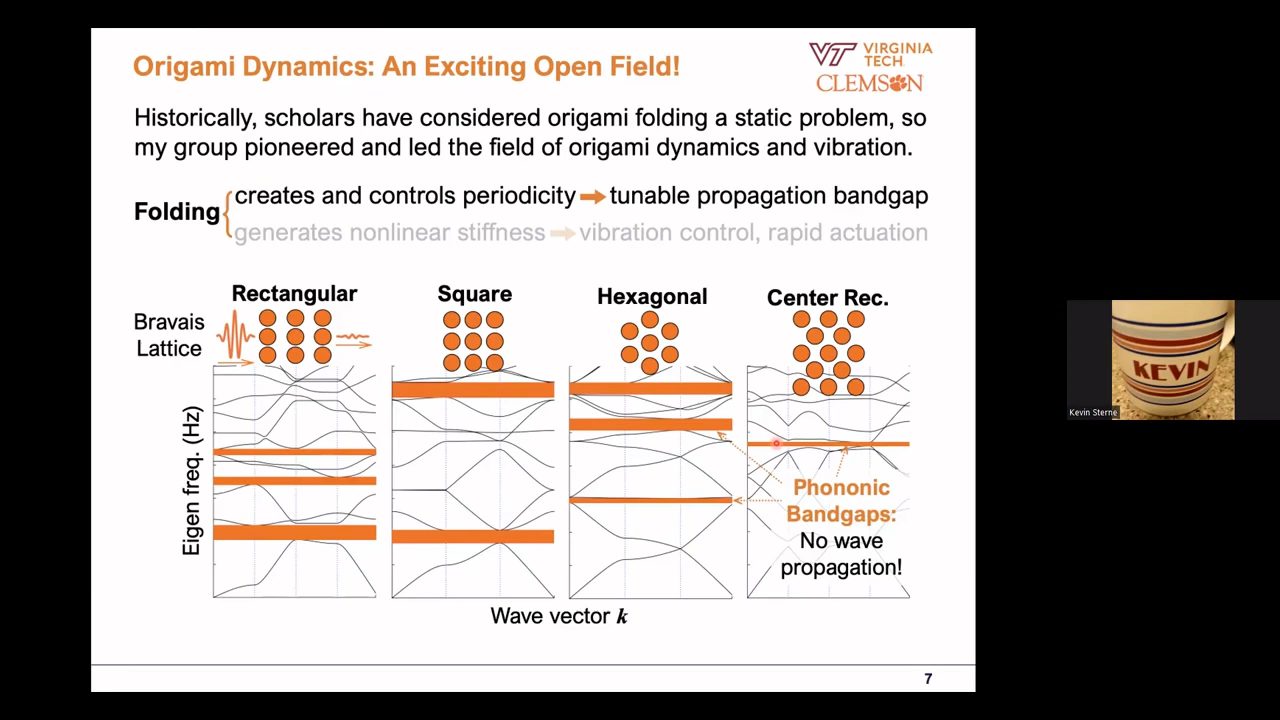 Origami Dynamics: An Exciting Open Field!
VT VIRGINIA
TECH
CLEMSON
Historically, scholars have considered origami folding a static problem, so
my group pioneered and led the field of origami dynamics and vibration.
Folding
creates and controls periodicity tunable propagation bandgap
generates nonlinear stiffness vibration control, rapid actuation
Rectangular Square Hexagonal Center Rec.
Bravais
Lattice
Eigen freq. (Hz)
Phononic
Bandgaps:
No wave
propagation!
Wave vector k
7
KEVIN
Kevin Sterne